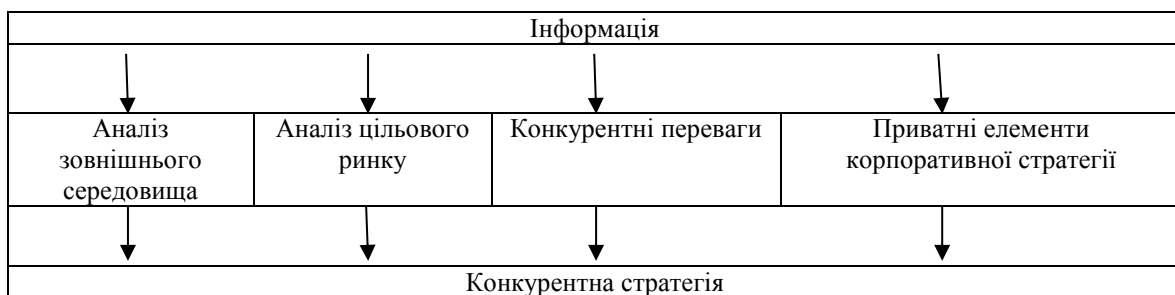 Інформація
Аналіз
зовнішнього
середовища
Аналіз цільового
ринку
Конкурентні переваги
Приватні елементи
корпоративної стратегії
Конкурентна стратегія